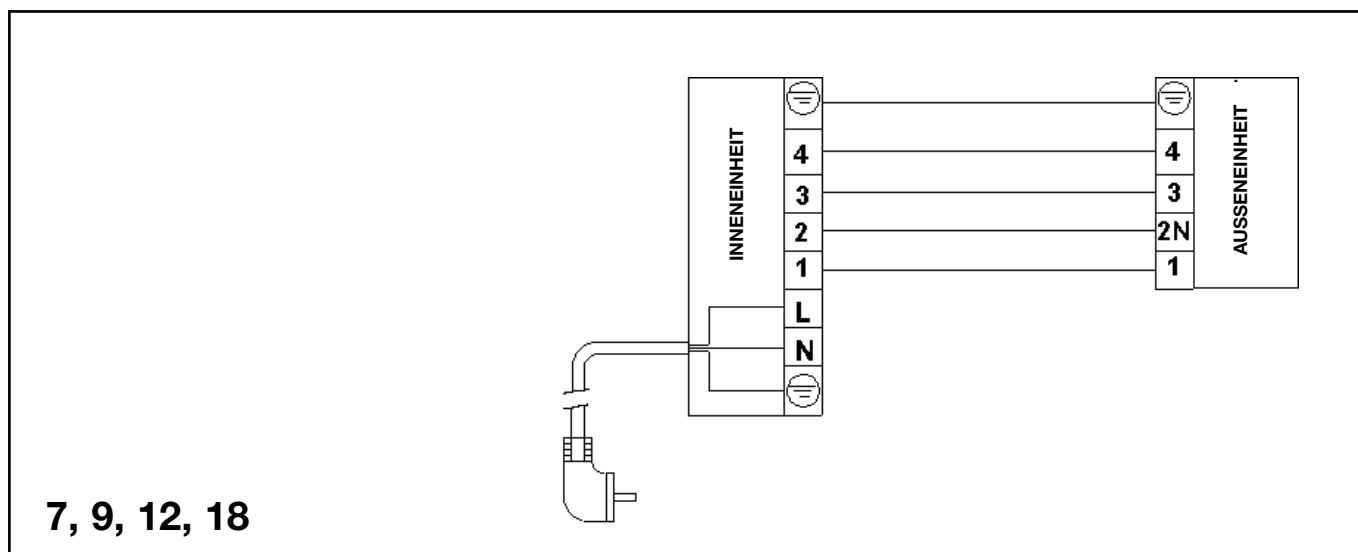 INNENEINHEIT
4
3
2
1
L
N
4
3
2N
1
AUSSENEINHEIT
7, 9, 12, 18